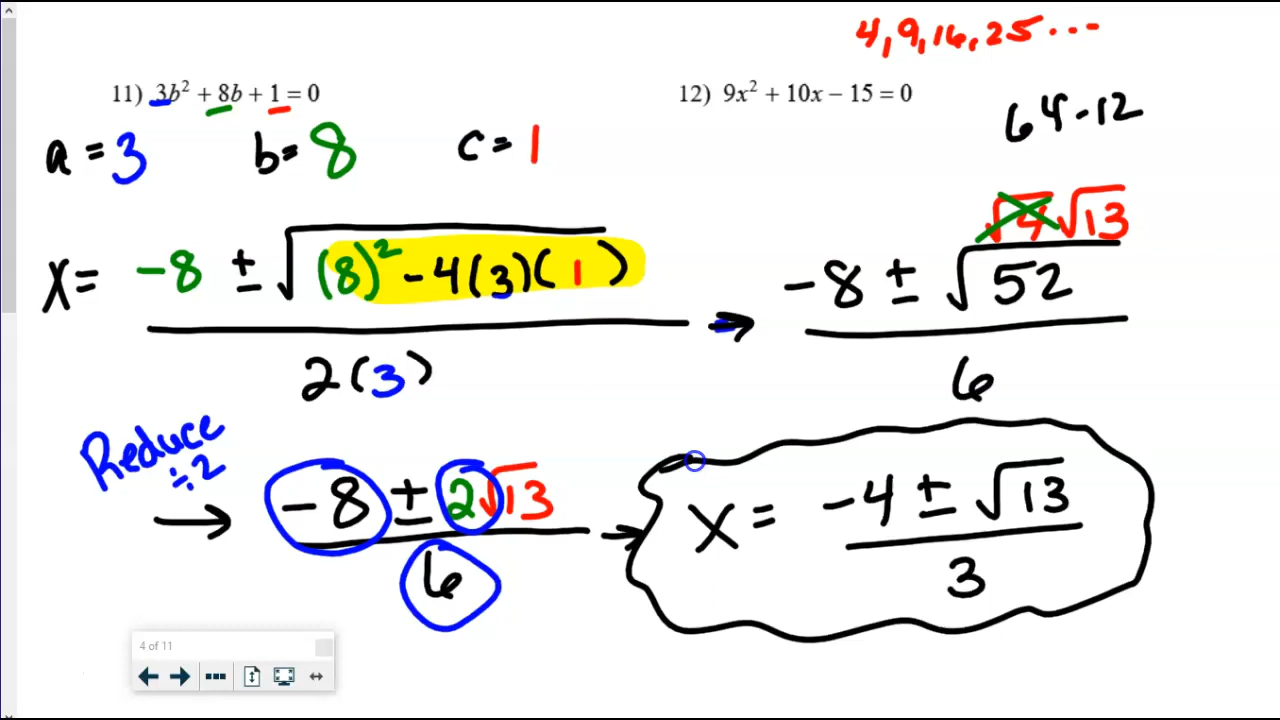 4, 9, 16, 25 ...
11) 3b² + 8b + 1 = 0
12) 9x² + 10x − 15 = 0
64 - 12
a = 3 b = 8 c = 1
√4 √13
x = -8 ± √(8)² - 4(3)(1)
2(3)
→ -8 ± √52
6
Reduce
÷2
→ -8 ± 2√13
6
→ x = -4 ± √13
3
4 of 11